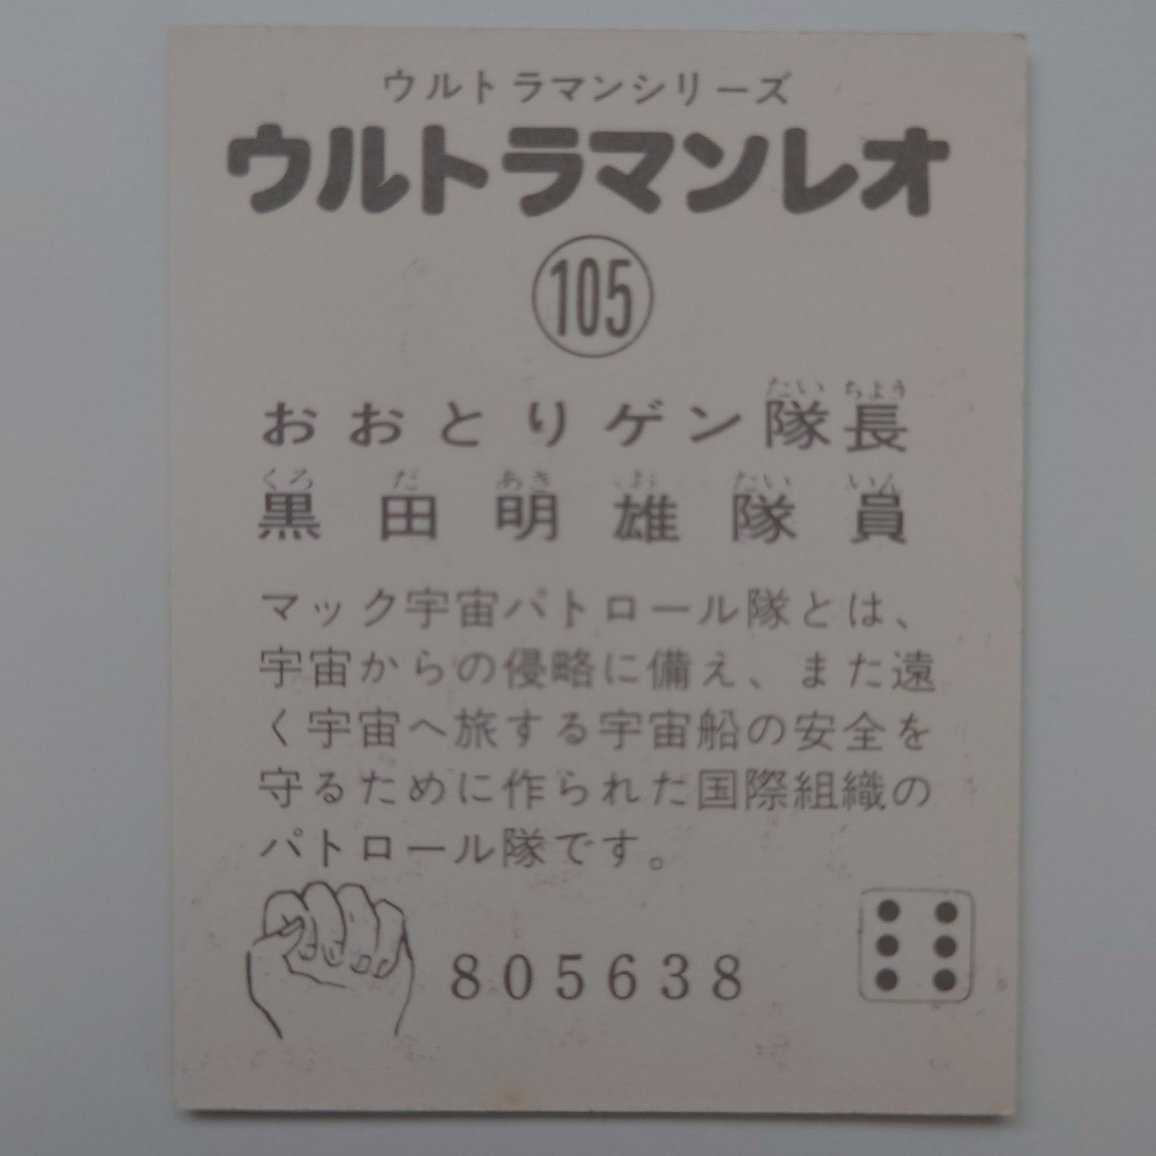 ウルトラマンシリーズ
ウルトラマンレオ
105
おおとりゲン隊長
たいちょう
黒田明雄隊員
くろだあきおたいいん
マック宇宙パトロール隊とは、
宇宙からの侵略に備え、また遠
く宇宙へ旅する宇宙船の安全を
守るために作られた国際組織の
パトロール隊です。
805638